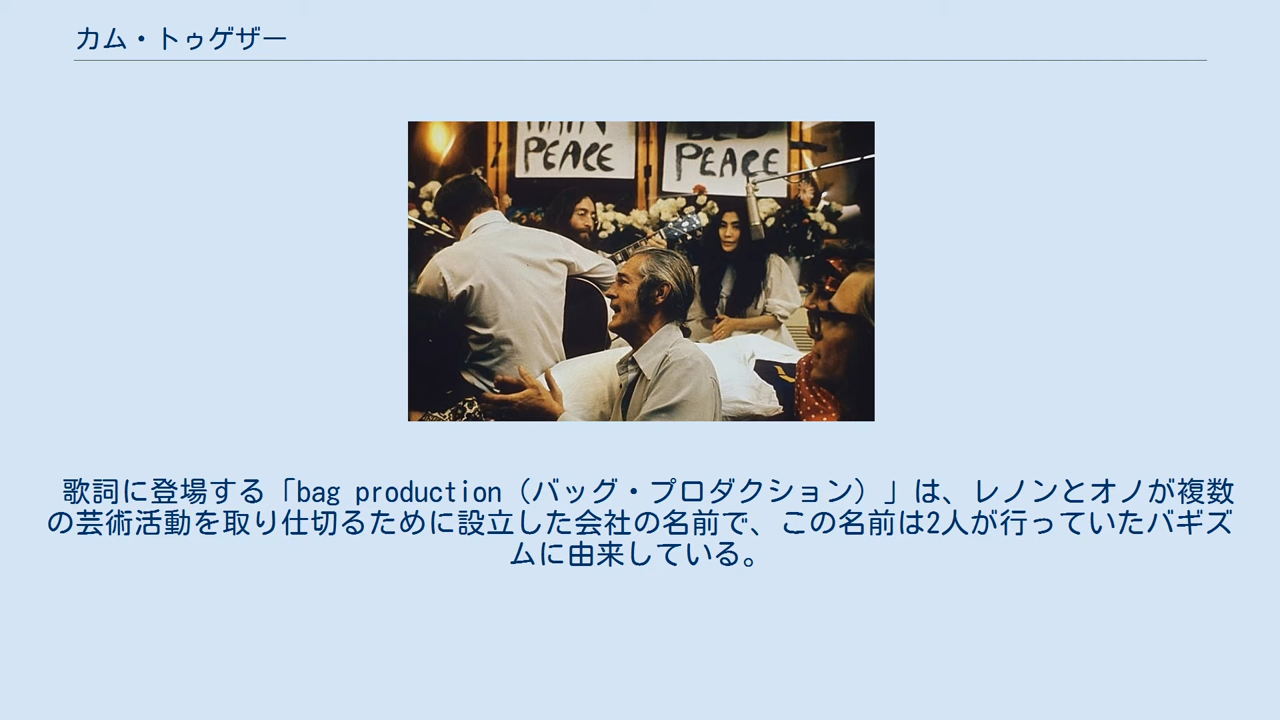 カム・トゥゲザー
PEACE
BED
PEACE
歌詞に登場する「bag production（バッグ・プロダクション）」は、レノンとオノが複数
の芸術活動を取り仕切るために設立した会社の名前で、この名前は2人が行っていたバギズ
ムに由来している。